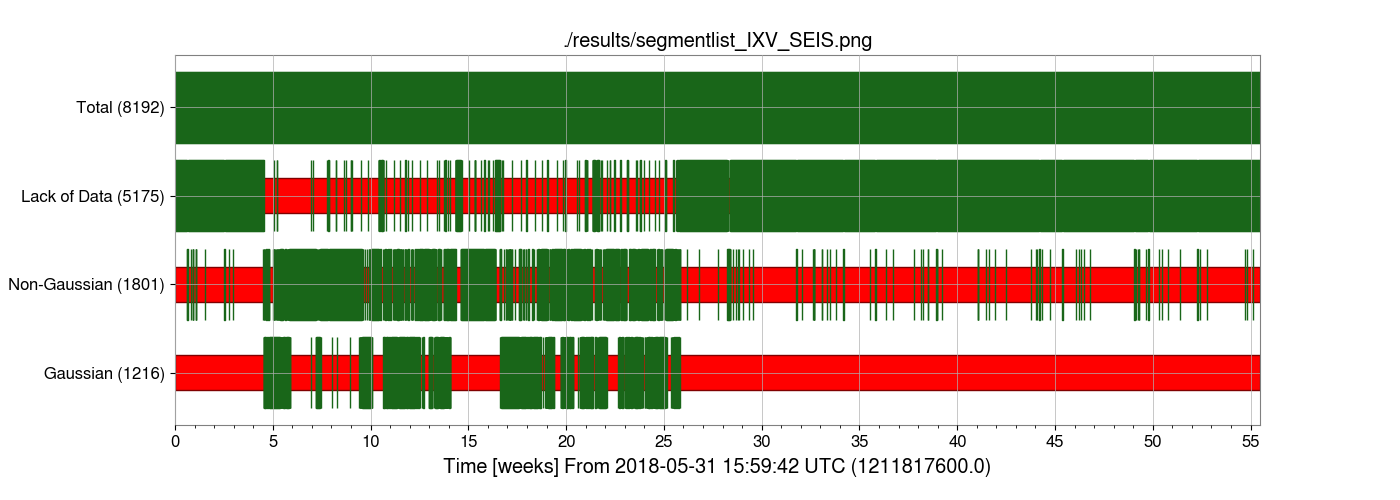 ./results/segmentlist_IXV_SEIS.png
Total (8192)
Lack of Data (5175)
Non-Gaussian (1801)
Gaussian (1216)
0 5 10 15 20 25 30 35 40 45 50 55
Time [weeks] From 2018-05-31 15:59:42 UTC (1211817600.0)